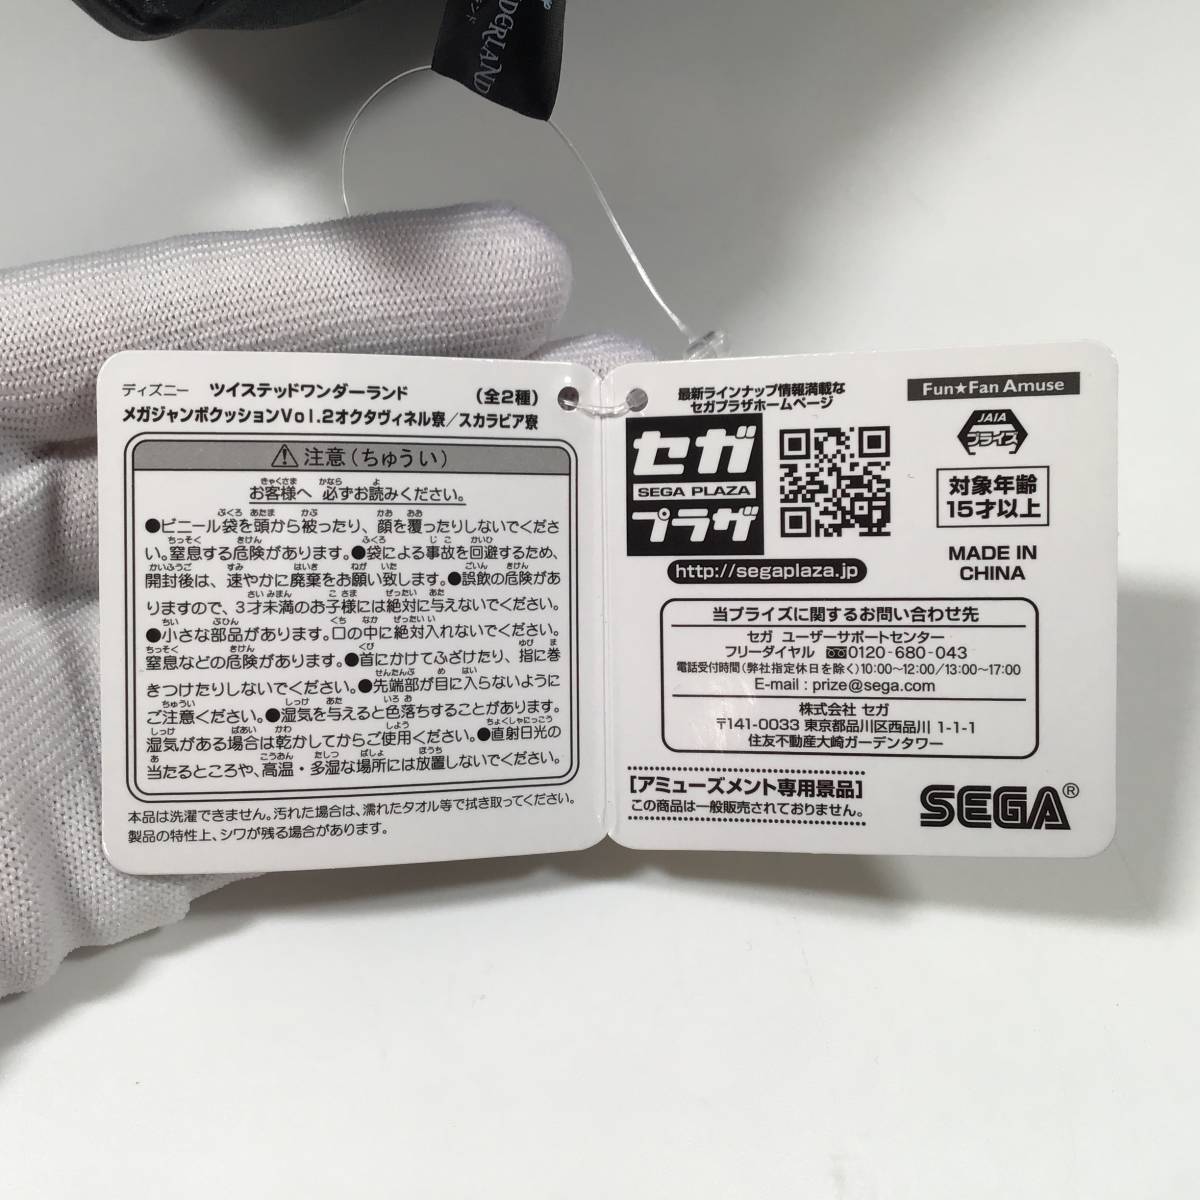 DERLAND
ンド
ディズニー ツイステッドワンダーランド (全2種)
メガジャンボクッションVol.2オクタヴィネル寮/スカラビア寮
⚠注意(ちゅうい)
お客様へ 必ずお読みください。
●ビニール袋を頭から被ったり、顔を覆ったりしないでくださ
い。窒息する危険があります。●袋による事故を回避するため、
開封後は、速やかに廃棄をお願い致します。●誤飲の危険があ
りますので、3才未満のお子様には絶対に与えないでください。
●小さな部品があります。口の中に絶対入れないでください。
窒息などの危険があります。●首にかけてふざけたり、指に巻
きつけたりしないでください。●先端部が目に入らないように
ご注意ください。●湿気を与えると色落ちすることがあります。
湿気がある場合は乾かしてからご使用ください。●直射日光の
当たるところや、高温・多湿な場所には放置しないでください。
本品は洗濯できません。汚れた場合は、濡れたタオル等で拭き取ってください。
製品の特性上、シワが残る場合があります。
最新ラインナップ情報満載な
セガプラザホームページ
セガ
SEGA PLAZA
プラザ
http://segaplaza.jp
Fun★Fan Amuse
JAIA
プライズ
対象年齢
15才以上
MADE IN
CHINA
当プライズに関するお問い合わせ先
セガ ユーザーサポートセンター
フリーダイヤル 0120-680-043
電話受付時間(弊社指定休日を除く)10:00~12:00/13:00~17:00
E-mail : prize@sega.com
株式会社 セガ
〒141-0033 東京都品川区西品川 1-1-1
住友不動産大崎ガーデンタワー
[アミューズメント専用景品]
この商品は一般販売されておりません。
SEGA®